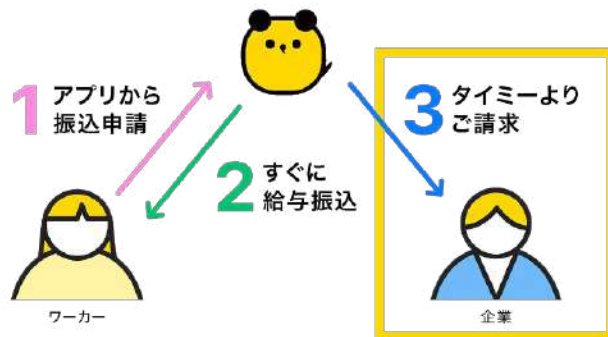 1 アプリから
振込申請
2 すぐに
給与振込
3 タイミーより
ご請求
ワーカー
企業